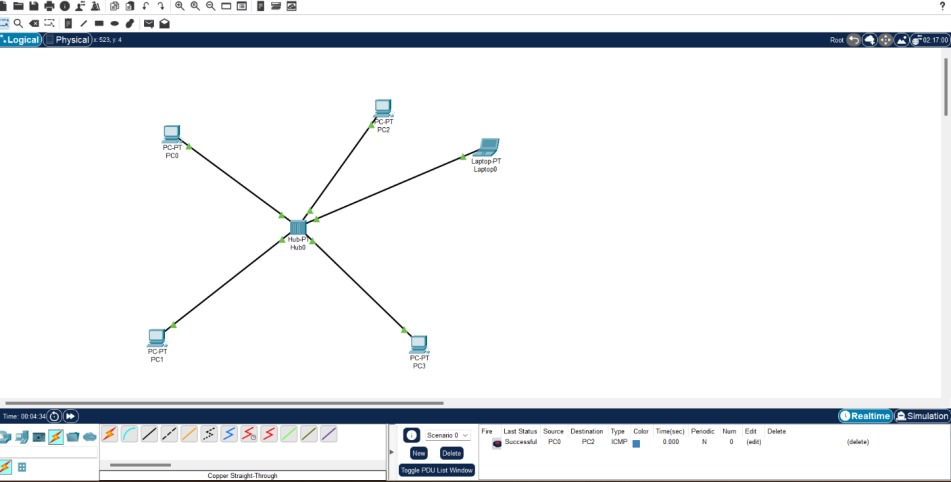 ?
Logical Physical x: 523, y: 4 Root 02:17:00
PC-PT
PC0
PC-PT
PC2
Laptop-PT
Laptop0
Hub-PT
Hub0
PC-PT
PC1
PC-PT
PC3
Time: 00:04:34 Realtime Simulation
Scenario 0
New Delete
Toggle PDU List Window
Fire Last Status Source Destination Type Color Time(sec) Periodic Num Edit Delete
Successful PC0 PC2 ICMP 0.000 N 0 (edit) (delete)
Copper Straight-Through